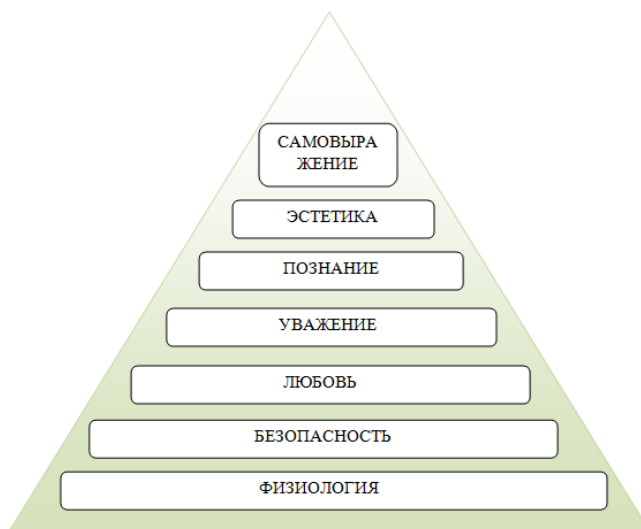 САМОВЫРА
ЖЕНИЕ
ЭСТЕТИКА
ПОЗНАНИЕ
УВАЖЕНИЕ
ЛЮБОВЬ
БЕЗОПАСНОСТЬ
ФИЗИОЛОГИЯ